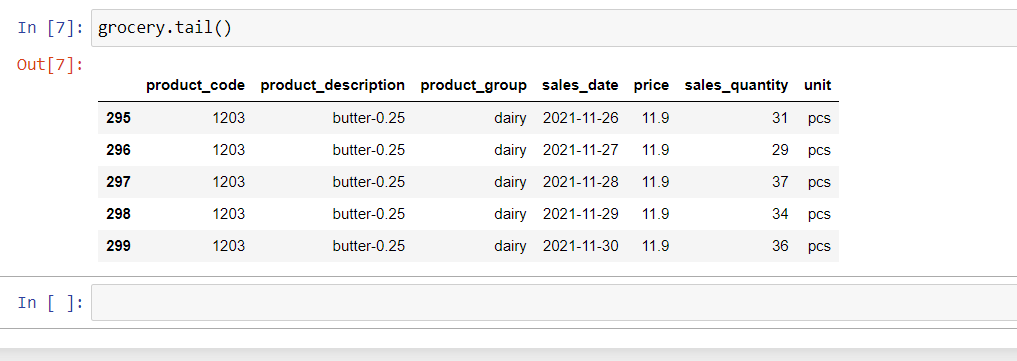 In [7]: grocery.tail()
Out[7]:
product_code product_description product_group sales_date price sales_quantity unit
295 1203 butter-0.25 dairy 2021-11-26 11.9 31 pcs
296 1203 butter-0.25 dairy 2021-11-27 11.9 29 pcs
297 1203 butter-0.25 dairy 2021-11-28 11.9 37 pcs
298 1203 butter-0.25 dairy 2021-11-29 11.9 34 pcs
299 1203 butter-0.25 dairy 2021-11-30 11.9 36 pcs
In [ ]: